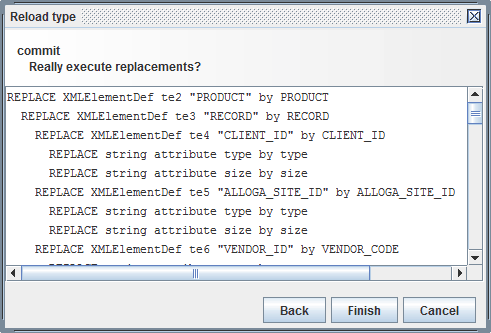 Reload type
commit
Really execute replacements?
REPLACE XMLElementDef te2 "PRODUCT" by PRODUCT
REPLACE XMLElementDef te3 "RECORD" by RECORD
REPLACE XMLElementDef te4 "CLIENT_ID" by CLIENT_ID
REPLACE string attribute type by type
REPLACE string attribute size by size
REPLACE XMLElementDef te5 "ALLOGA_SITE_ID" by ALLOGA_SITE_ID
REPLACE string attribute type by type
REPLACE string attribute size by size
REPLACE XMLElementDef te6 "VENDOR_ID" by VENDOR_CODE
Back Finish Cancel